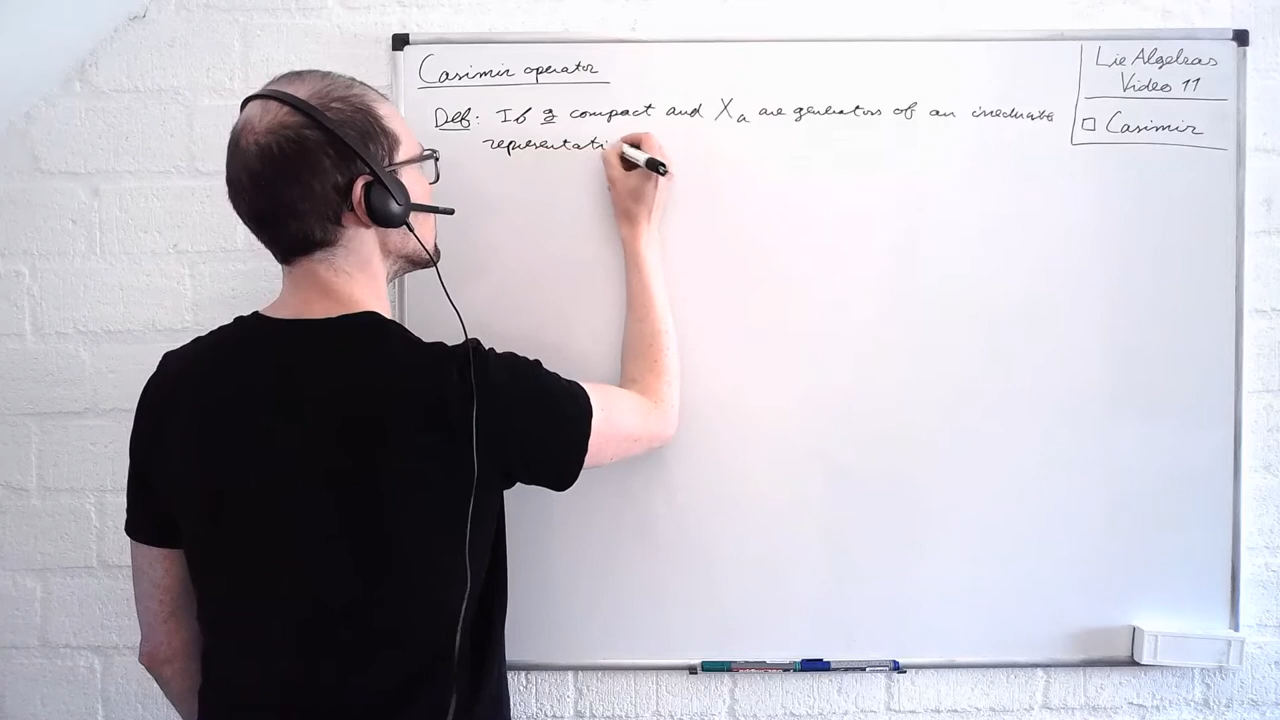 Casimir operator
Def: If g compact and Xa are generators of an irreducible
representati
Lie Algebras
Video 11
Casimir